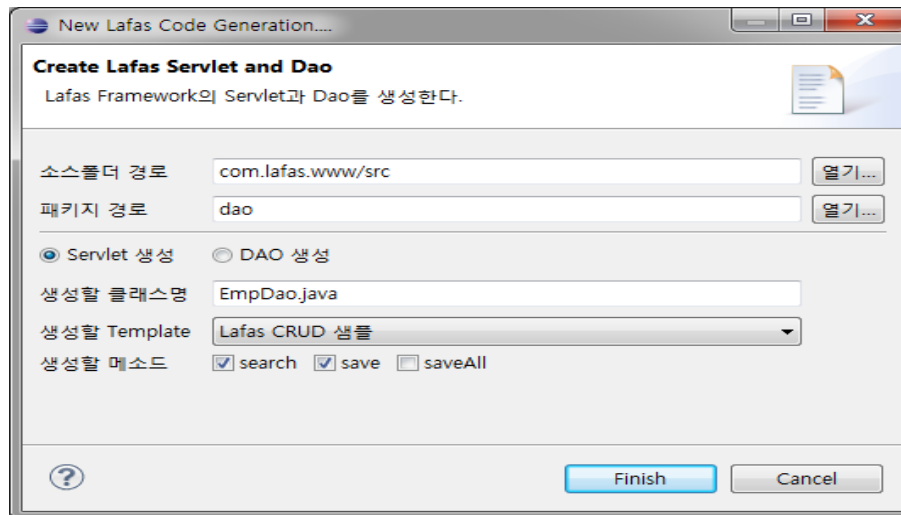 New Lafas Code Generation....
Create Lafas Servlet and Dao
Lafas Framework의 Servlet과 Dao를 생성한다.
소스폴더 경로 com.lafas.www/src 열기...
패키지 경로 dao 열기...
Servlet 생성 DAO 생성
생성할 클래스명 EmpDao.java
생성할 Template Lafas CRUD 샘플
생성할 메소드 search save saveAll
? Finish Cancel